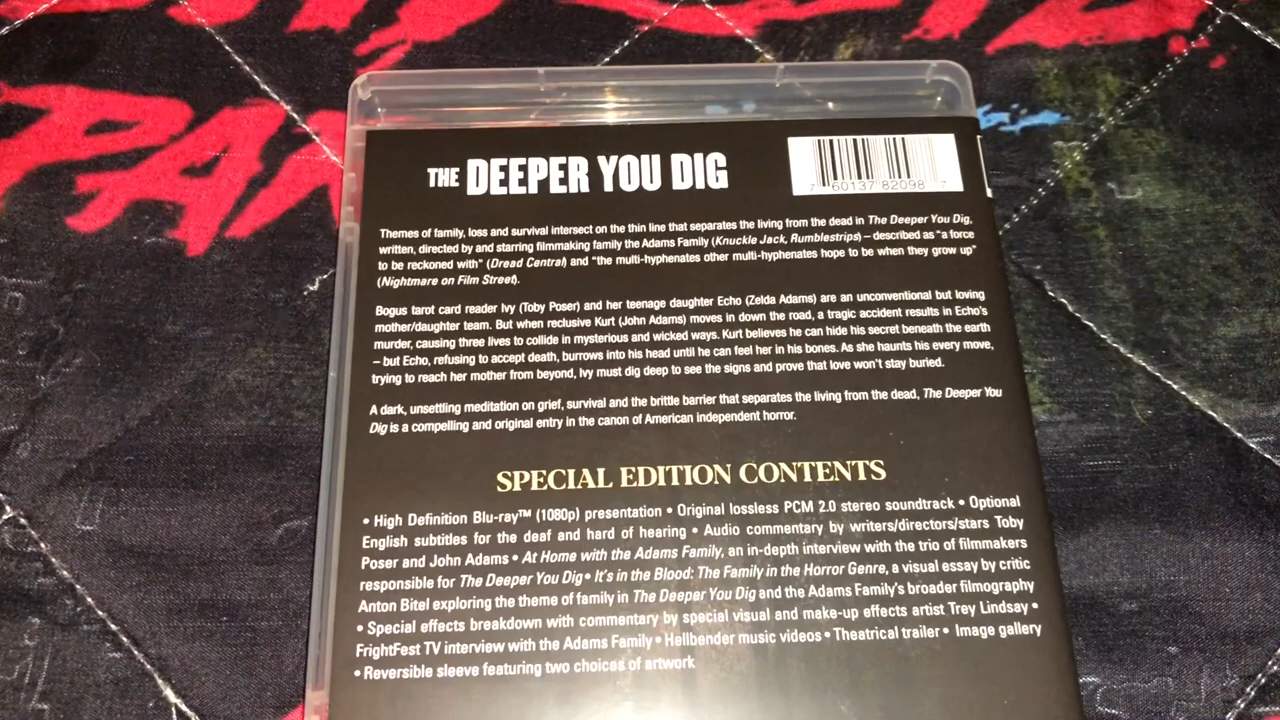 PAN
THE DEEPER YOU DIG
7 60137 82098 7
Themes of family, loss and survival intersect on the thin line that separates the living from the dead in The Deeper You Dig,
written, directed by and starring filmmaking family the Adams Family (Knuckle Jack, Rumblestrips) – described as "a force
to be reckoned with" (Dread Central) and "the multi-hyphenates other multi-hyphenates hope to be when they grow up"
(Nightmare on Film Street).
Bogus tarot card reader Ivy (Toby Poser) and her teenage daughter Echo (Zelda Adams) are an unconventional but loving
mother/daughter team. But when reclusive Kurt (John Adams) moves in down the road, a tragic accident results in Echo's
murder, causing three lives to collide in mysterious and wicked ways. Kurt believes he can hide his secret beneath the earth
– but Echo, refusing to accept death, burrows into his head until he can feel her in his bones. As she haunts his every move,
trying to reach her mother from beyond, Ivy must dig deep to see the signs and prove that love won't stay buried.
A dark, unsettling meditation on grief, survival and the brittle barrier that separates the living from the dead, The Deeper You
Dig is a compelling and original entry in the canon of American independent horror.
SPECIAL EDITION CONTENTS
• High Definition Blu-ray™ (1080p) presentation • Original lossless PCM 2.0 stereo soundtrack • Optional
English subtitles for the deaf and hard of hearing • Audio commentary by writers/directors/stars Toby
Poser and John Adams • At Home with the Adams Family, an in-depth interview with the trio of filmmakers
responsible for The Deeper You Dig • It's in the Blood: The Family in the Horror Genre, a visual essay by critic
Anton Bitel exploring the theme of family in The Deeper You Dig and the Adams Family's broader filmography
• Special effects breakdown with commentary by special visual and make-up effects artist Trey Lindsay •
FrightFest TV interview with the Adams Family • Hellbender music videos • Theatrical trailer • Image gallery
• Reversible sleeve featuring two choices of artwork